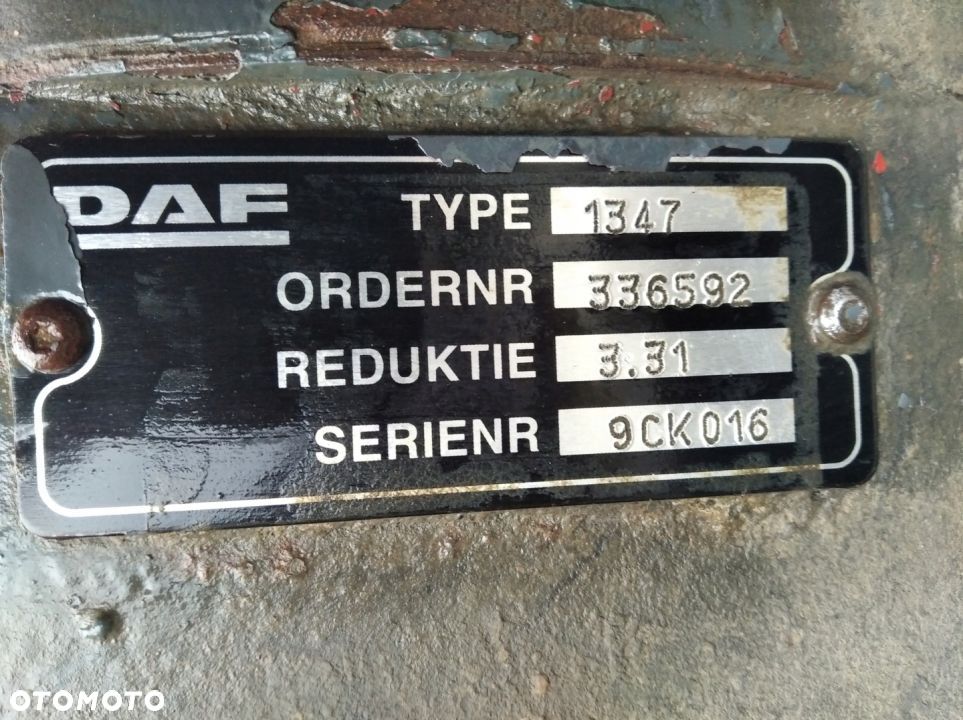 DAF
TYPE 1347
ORDERNR 336592
REDUKTIE 3.31
SERIENR 9CK016
OTOMOTO